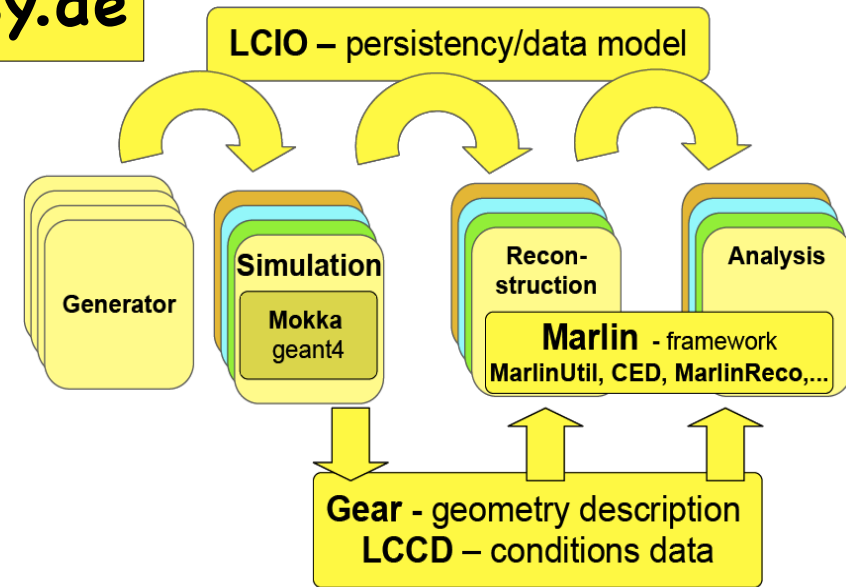 y.de
LCIO – persistency/data model
Generator
Simulation
Mokka
geant4
Recon-
struction
Analysis
Marlin - framework
MarlinUtil, CED, MarlinReco,...
Gear - geometry description
LCCD – conditions data